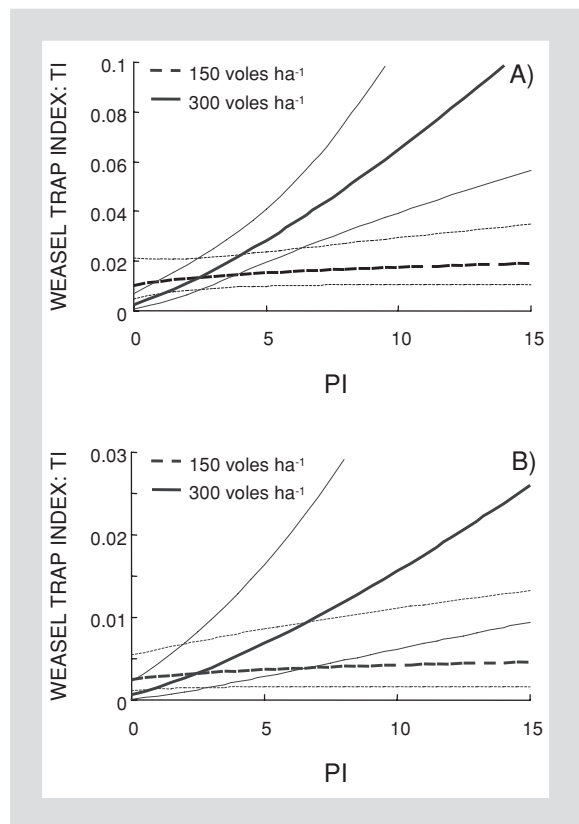 WEASEL TRAP INDEX: TI
0.1
0.08
0.06
0.04
0.02
0
150 voles ha-1
300 voles ha-1
A)
0 5 10 15
PI
WEASEL TRAP INDEX: TI
0.03
0.02
0.01
0
150 voles ha-1
300 voles ha-1
B)
0 5 10 15
PI